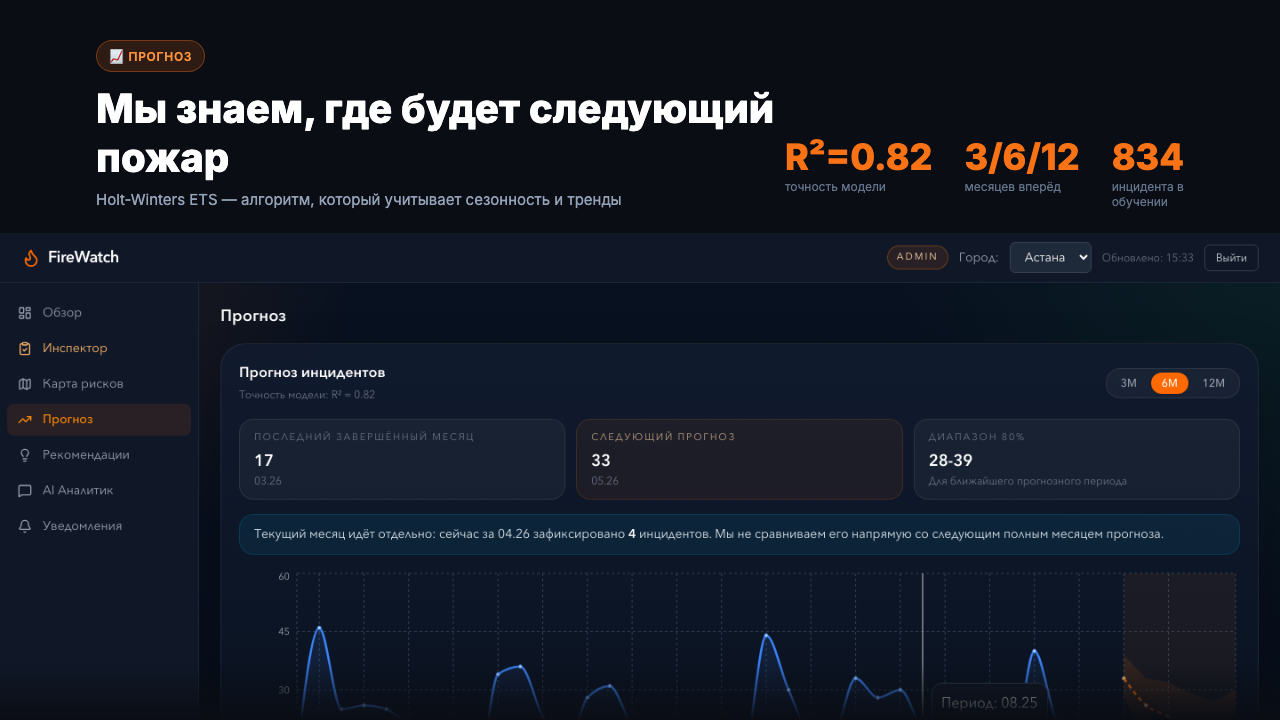 📈 ПРОГНОЗ
Мы знаем, где будет следующий
пожар
Holt-Winters ETS — алгоритм, который учитывает сезонность и тренды
R²=0.82
точность модели
3/6/12
месяцев вперёд
834
инцидента в
обучении
FireWatch
ADMIN
Город:
Астана
Обновлено: 15:33
Выйти
Обзор
Инспектор
Карта рисков
Прогноз
Рекомендации
AI Аналитик
Уведомления
Прогноз
Прогноз инцидентов
Точность модели: R² = 0.82
3М 6М 12М
ПОСЛЕДНИЙ ЗАВЕРШЁННЫЙ МЕСЯЦ
17
03.26
СЛЕДУЮЩИЙ ПРОГНОЗ
33
05.26
ДИАПАЗОН 80%
28-39
Для ближайшего прогнозного периода
Текущий месяц идёт отдельно: сейчас за 04.26 зафиксировано 4 инцидентов. Мы не сравниваем его напрямую со следующим полным месяцем прогноза.
60
45
30
Период: 08.25